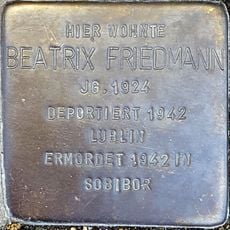 HIER WOHNTE
BEATRIX FRIEDMANN
JG. 1924
DEPORTIERT 1942
LUBLIN
ERMORDET 1942 IN
SOBIBOR